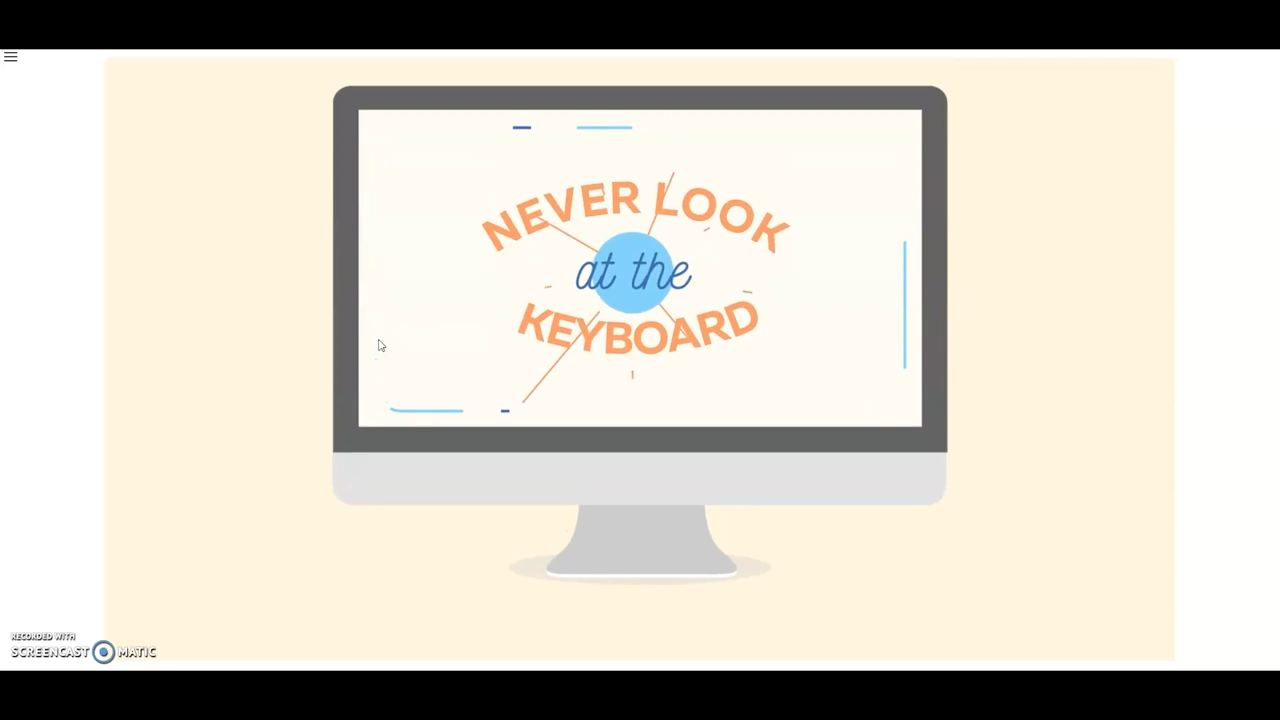 NEVER LOOK
at the
KEYBOARD
RECORDED WITH
SCREENCAST MATIC